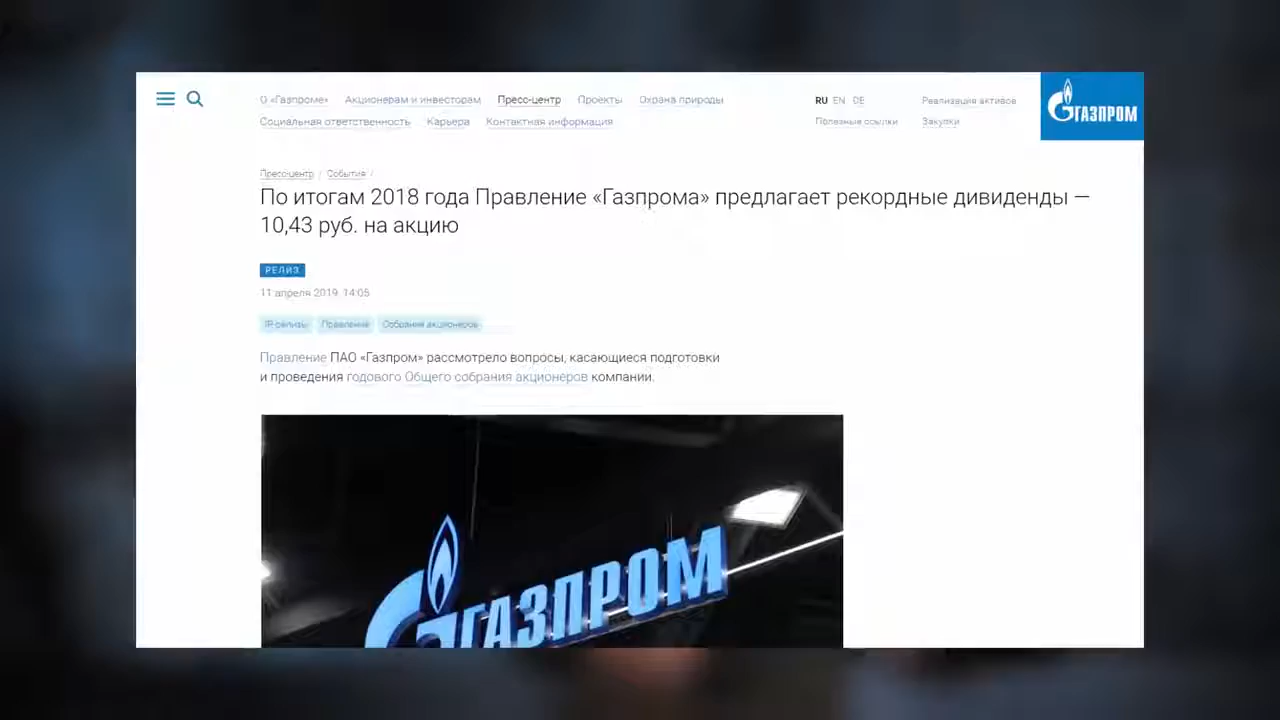 О «Газпроме» Акционерам и инвесторам Пресс-центр Проекты Охрана природы
Социальная ответственность Карьера Контактная информация
RU EN DE
Полезные ссылки
Реализация активов
Закупки
ГАЗПРОМ
Пресс-центр / События /
По итогам 2018 года Правление «Газпрома» предлагает рекордные дивиденды —
10,43 руб. на акцию
РЕЛИЗ
11 апреля 2019, 14:05
IR-релизы Правление Собрание акционеров
Правление ПАО «Газпром» рассмотрело вопросы, касающиеся подготовки
и проведения годового Общего собрания акционеров компании.
ГАЗПРОМ